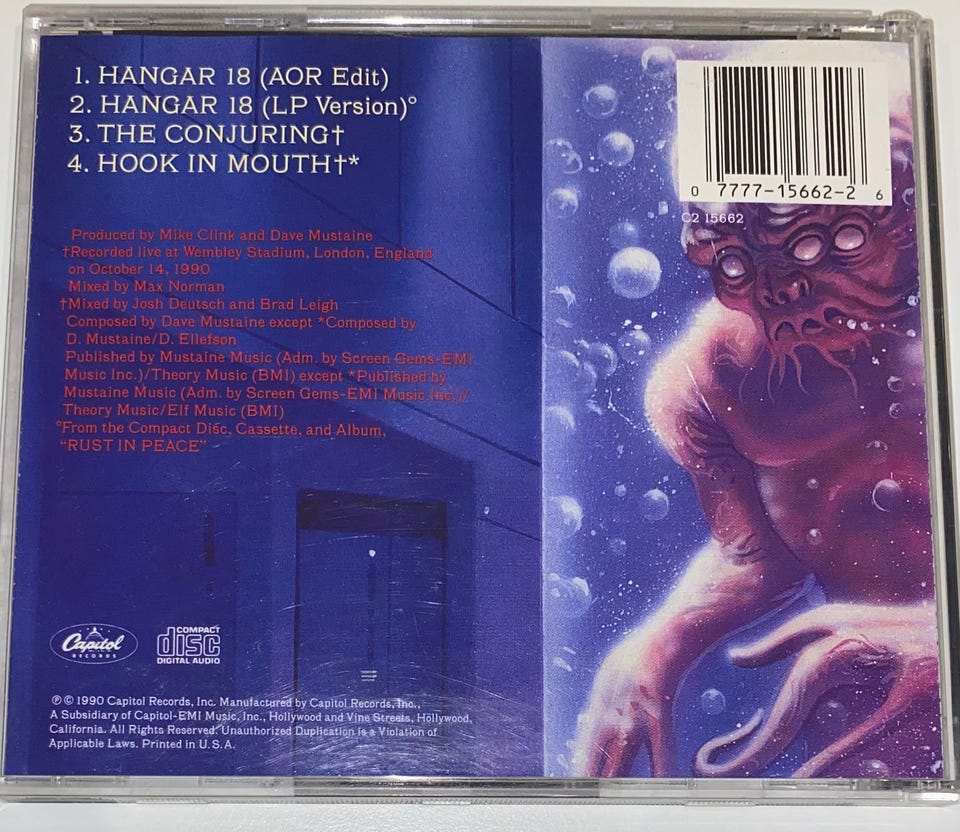 1. HANGAR 18 (AOR Edit)
2. HANGAR 18 (LP Version)°
3. THE CONJURING†
4. HOOK IN MOUTH†*
0 7777-15662-2 6
C2 15662
Produced by Mike Clink and Dave Mustaine
†Recorded live at Wembley Stadium, London, England
on October 14, 1990
Mixed by Max Norman
†Mixed by Josh Deutsch and Brad Leigh
Composed by Dave Mustaine except *Composed by
D. Mustaine/D. Ellefson
Published by Mustaine Music (Adm. by Screen Gems-EMI
Music Inc.)/Theory Music (BMI) except *Published by
Mustaine Music (Adm. by Screen Gems-EMI Music Inc.)/
Theory Music/Elf Music (BMI)
°From the Compact Disc, Cassette, and Album,
“RUST IN PEACE”
Capitol
RECORDS
COMPACT
disc
DIGITAL AUDIO
℗ © 1990 Capitol Records, Inc. Manufactured by Capitol Records, Inc.,
A Subsidiary of Capitol-EMI Music, Inc., Hollywood and Vine Streets, Hollywood,
California. All Rights Reserved. Unauthorized Duplication is a Violation of
Applicable Laws. Printed in U.S.A.